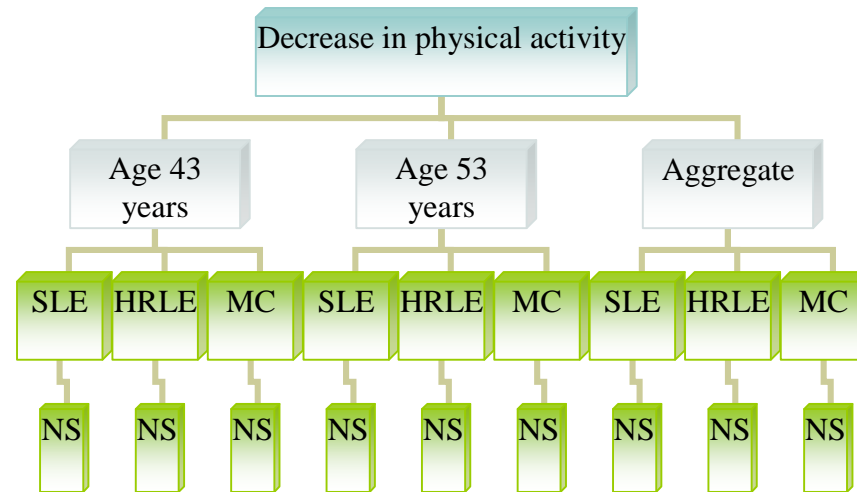 Decrease in physical activity
Age 43
years
Age 53
years
Aggregate
SLE HRLE MC SLE HRLE MC SLE HRLE MC
NS NS NS NS NS NS NS NS NS